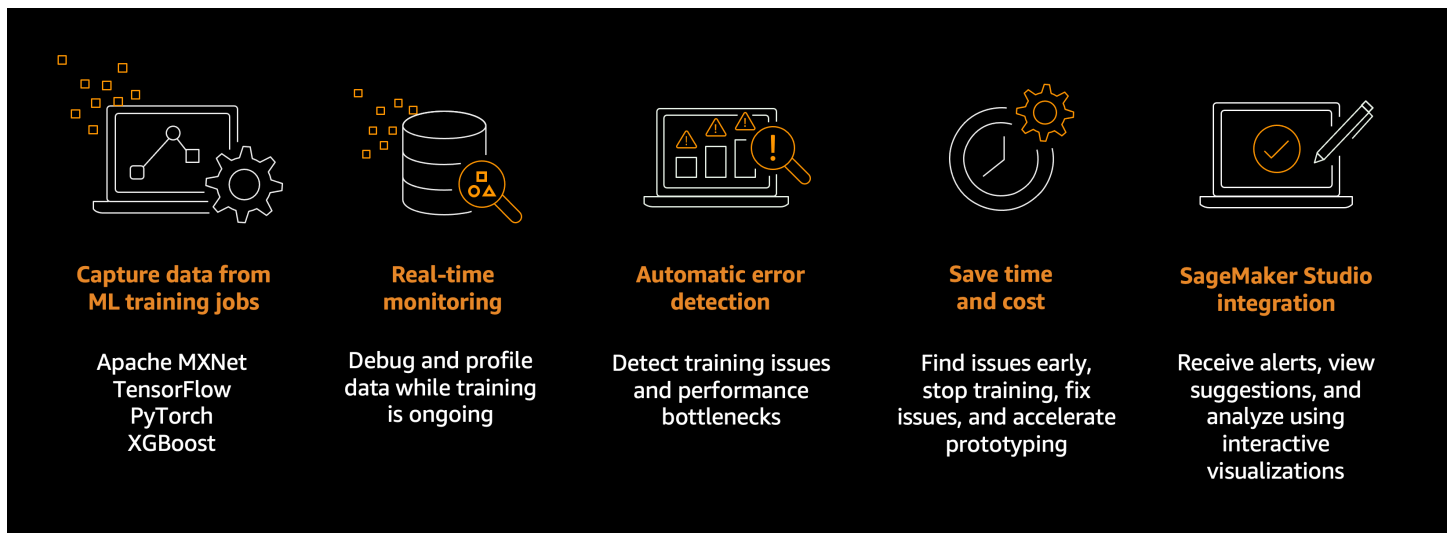 Capture data from
ML training jobs
Apache MXNet
TensorFlow
PyTorch
XGBoost
Real-time
monitoring
Debug and profile
data while training
is ongoing
Automatic error
detection
Detect training issues
and performance
bottlenecks
Save time
and cost
Find issues early,
stop training, fix
issues, and accelerate
prototyping
SageMaker Studio
integration
Receive alerts, view
suggestions, and
analyze using
interactive
visualizations